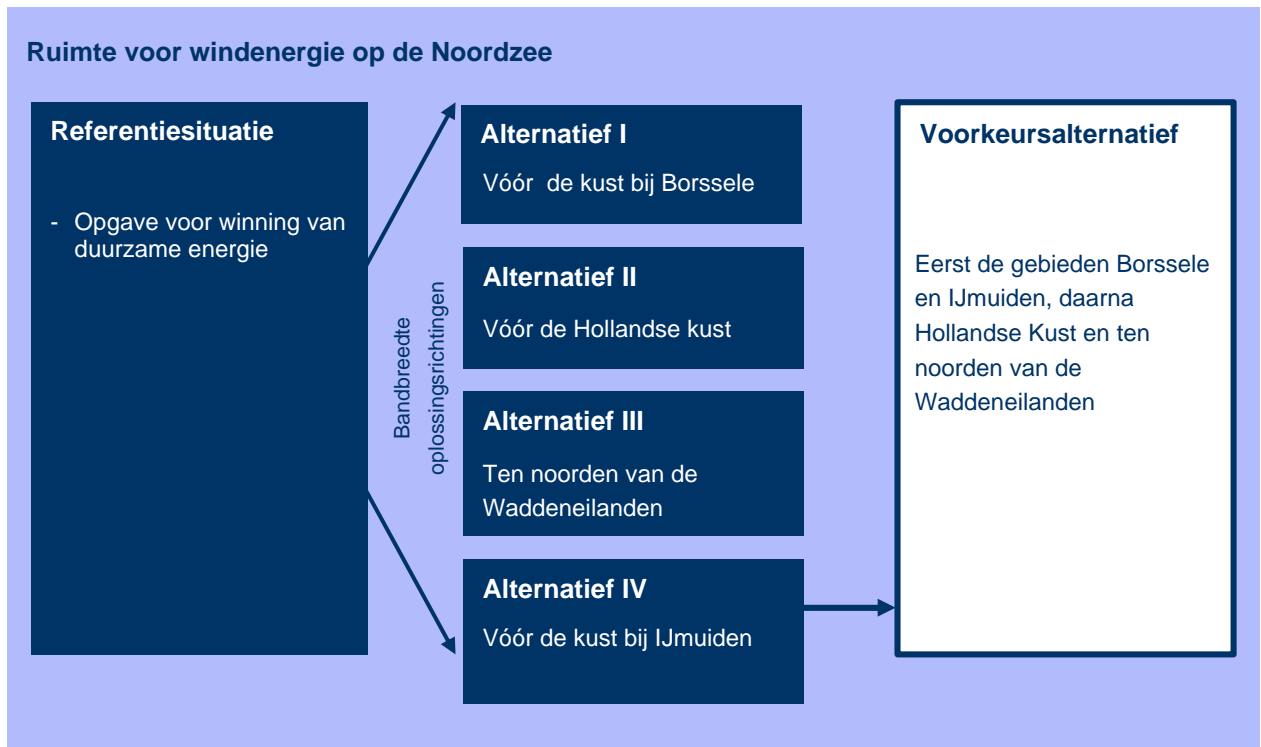 Ruimte voor windenergie op de Noordzee
Referentiesituatie
- Opgave voor winning van
duurzame energie
Bandbreedte
oplossingsrichtingen
Alternatief I
Vóór de kust bij Borssele
Alternatief II
Vóór de Hollandse kust
Alternatief III
Ten noorden van de
Waddeneilanden
Alternatief IV
Vóór de kust bij IJmuiden
Voorkeursalternatief
Eerst de gebieden Borssele
en IJmuiden, daarna
Hollandse Kust en ten
noorden van de
Waddeneilanden